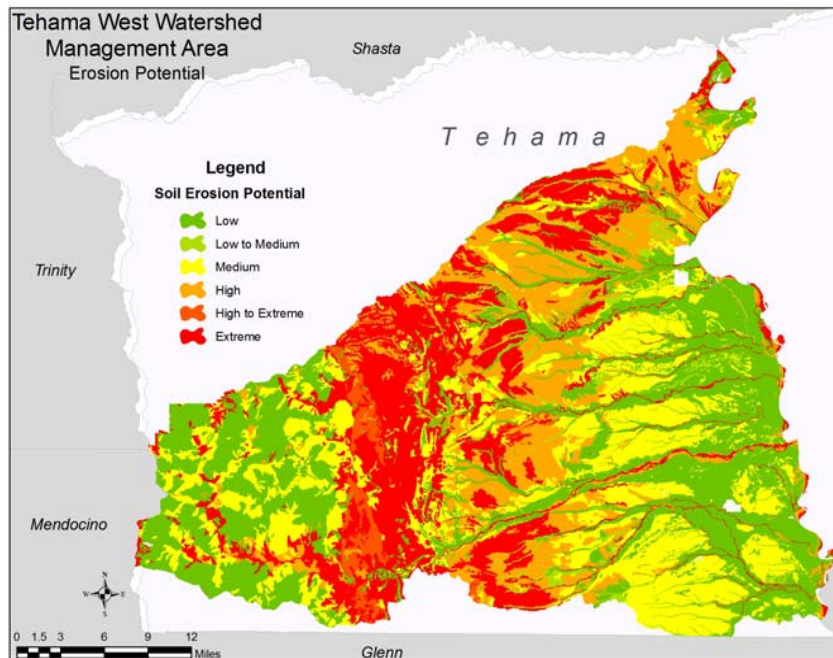 Tehama West Watershed
Management Area
Erosion Potential
Shasta
Tehama
Legend
Soil Erosion Potential
Low
Low to Medium
Medium
High
High to Extreme
Extreme
Trinity
Mendocino
N
W E
S
0 1.5 3 6 9 12
Miles
Glenn